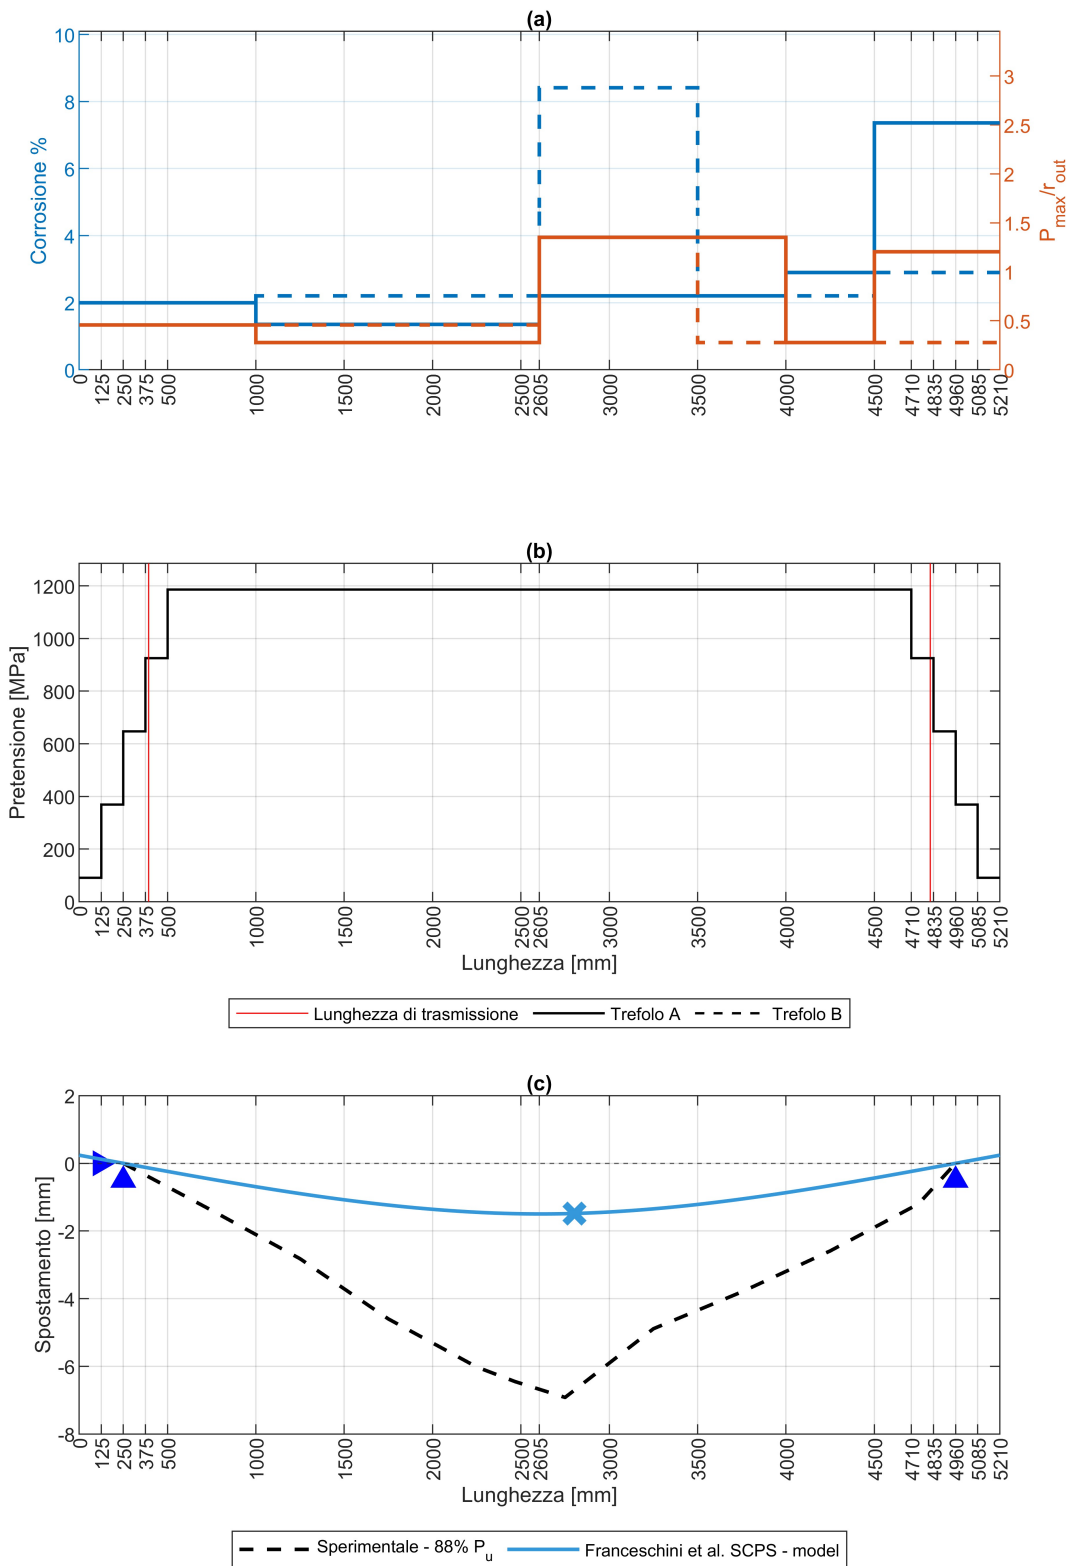 (a)
10
8
6
4
2
0
Corrosione %
3
2.5
2
1.5
1
0.5
0
P_max/r_out
0 125 250 375 500 1000 1500 2000 2500 2605 3000 3500 4000 4500 4710 4835 4960 5085 5210
(b)
1200
1000
800
600
400
200
0
Pretensione [MPa]
0 125 250 375 500 1000 1500 2000 2500 2605 3000 3500 4000 4500 4710 4835 4960 5085 5210
Lunghezza [mm]
Lunghezza di trasmissione Trefolo A Trefolo B
(c)
2
0
-2
-4
-6
-8
Spostamento [mm]
0 125 250 375 500 1000 1500 2000 2500 2605 3000 3500 4000 4500 4710 4835 4960 5085 5210
Lunghezza [mm]
Sperimentale - 88% P_u Franceschini et al. SCPS - model